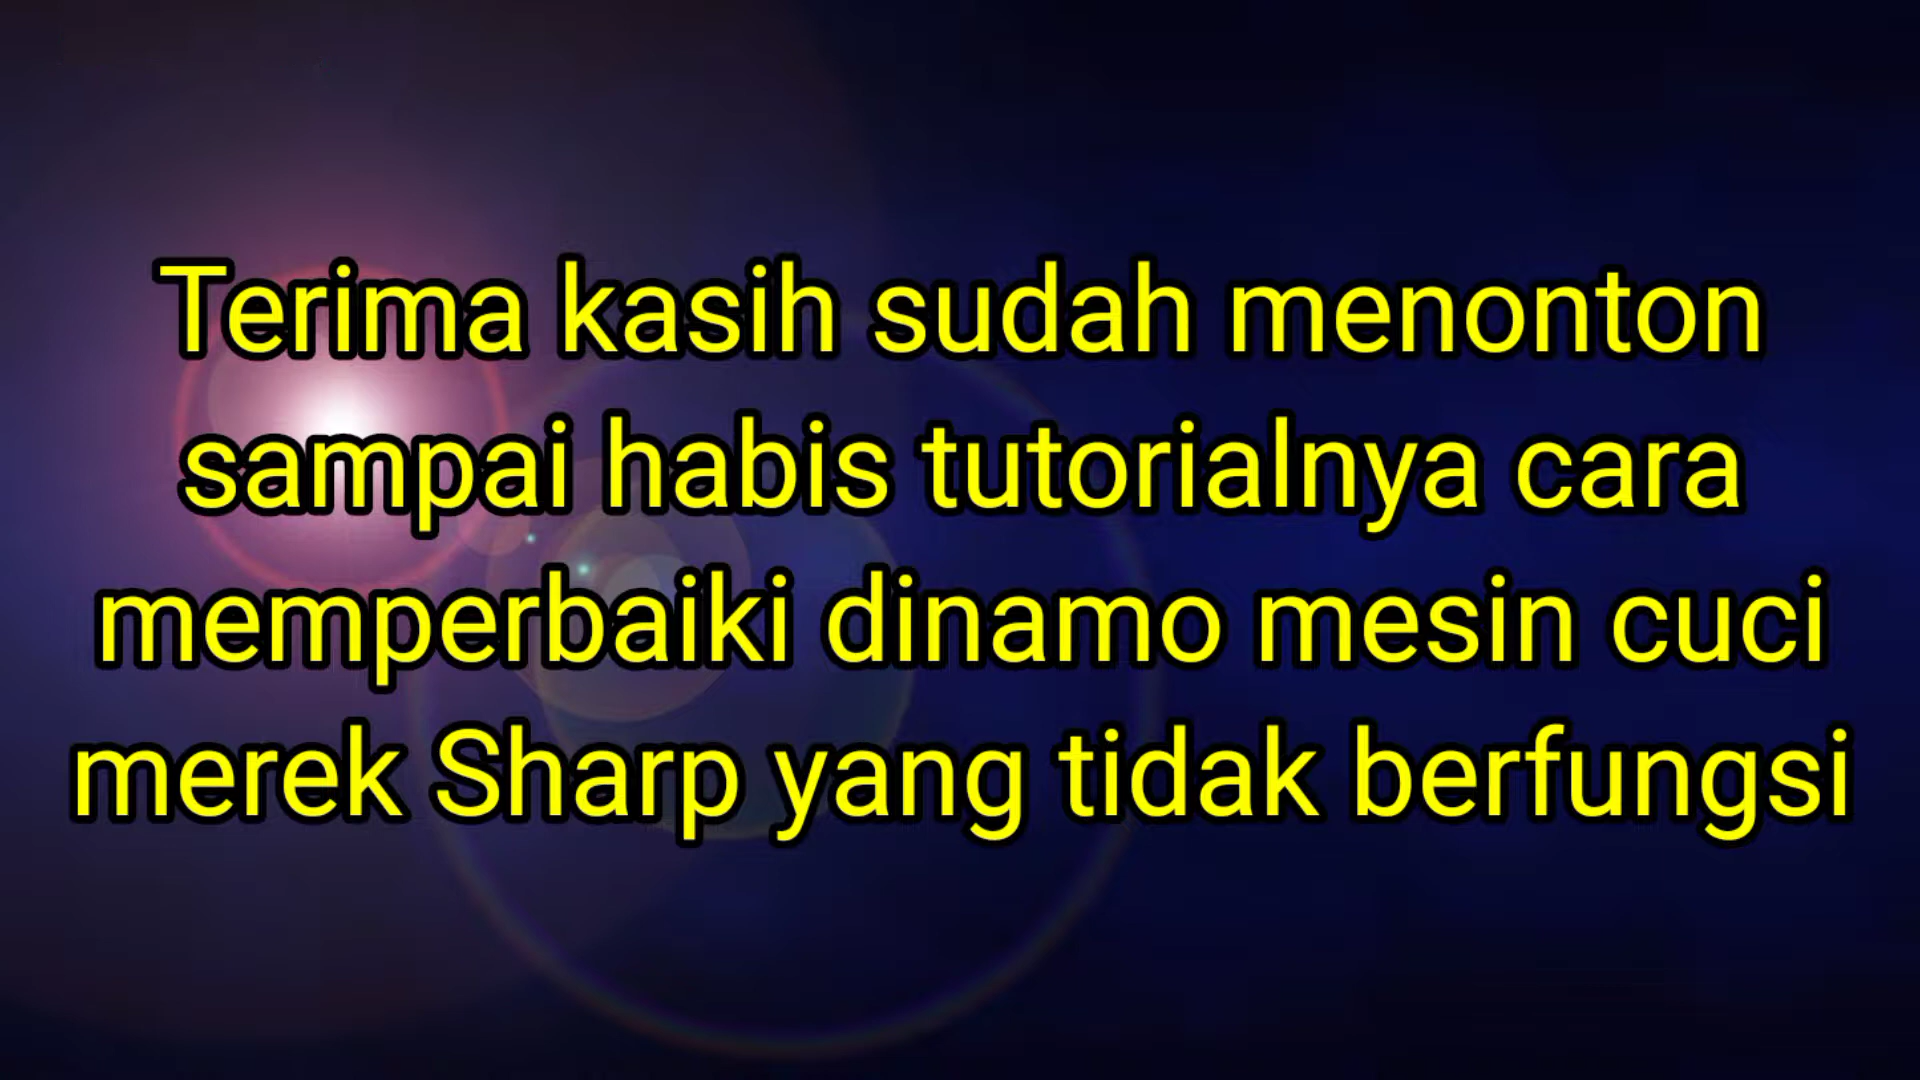 Terima kasih sudah menonton
sampai habis tutorialnya cara
memperbaiki dinamo mesin cuci
merek Sharp yang tidak berfungsi